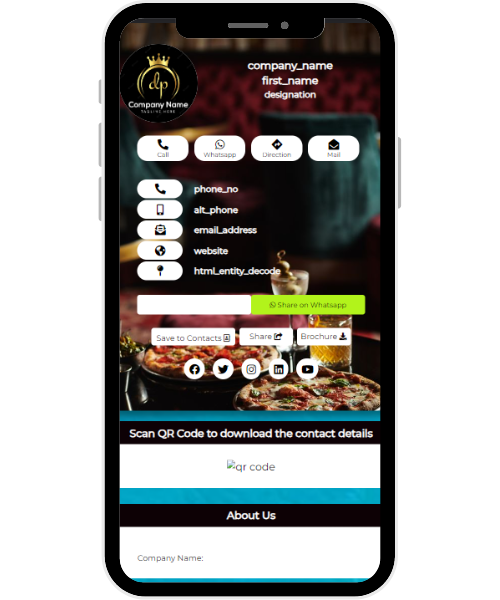 company_name
first_name
designation
dp
Company Name
TAGLINE HERE
Call
Whatsapp
Direction
Mail
phone_no
alt_phone
email_address
website
html_entity_decode
Share on Whatsapp
Save to Contacts
Share
Brochure
Scan QR Code to download the contact details
qr code
About Us
Company Name: